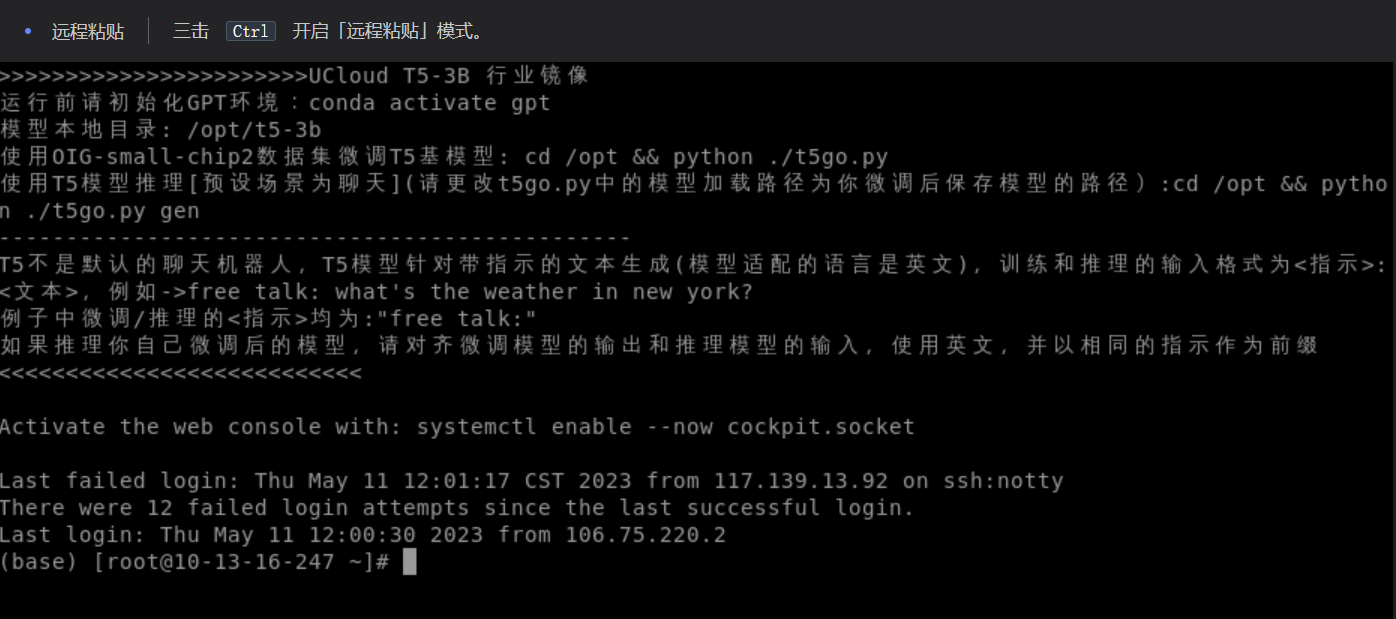 远程粘贴 三击 Ctrl 开启「远程粘贴」模式。
>>>>>>>>>>>>>>>>>>>>>>>UCloud T5-3B 行业镜像
运行前请初始化GPT环境：conda activate gpt
模型本地目录: /opt/t5-3b
使用OIG-small-chip2数据集微调T5基模型: cd /opt && python ./t5go.py
使用T5模型推理[预设场景为聊天](请更改t5go.py中的模型加载路径为你微调后保存模型的路径）:cd /opt && pytho
n ./t5go.py gen
-----------------------------------------------
T5不是默认的聊天机器人, T5模型针对带指示的文本生成(模型适配的语言是英文), 训练和推理的输入格式为<指示>:
<文本>, 例如->free talk: what's the weather in new york?
例子中微调/推理的<指示>均为:"free talk:"
如果推理你自己微调后的模型, 请对齐微调模型的输出和推理模型的输入, 使用英文, 并以相同的指示作为前缀
<<<<<<<<<<<<<<<<<<<<<<<<<<<
Activate the web console with: systemctl enable --now cockpit.socket
Last failed login: Thu May 11 12:01:17 CST 2023 from 117.139.13.92 on ssh:notty
There were 12 failed login attempts since the last successful login.
Last login: Thu May 11 12:00:30 2023 from 106.75.220.2
(base) [root@10-13-16-247 ~]#